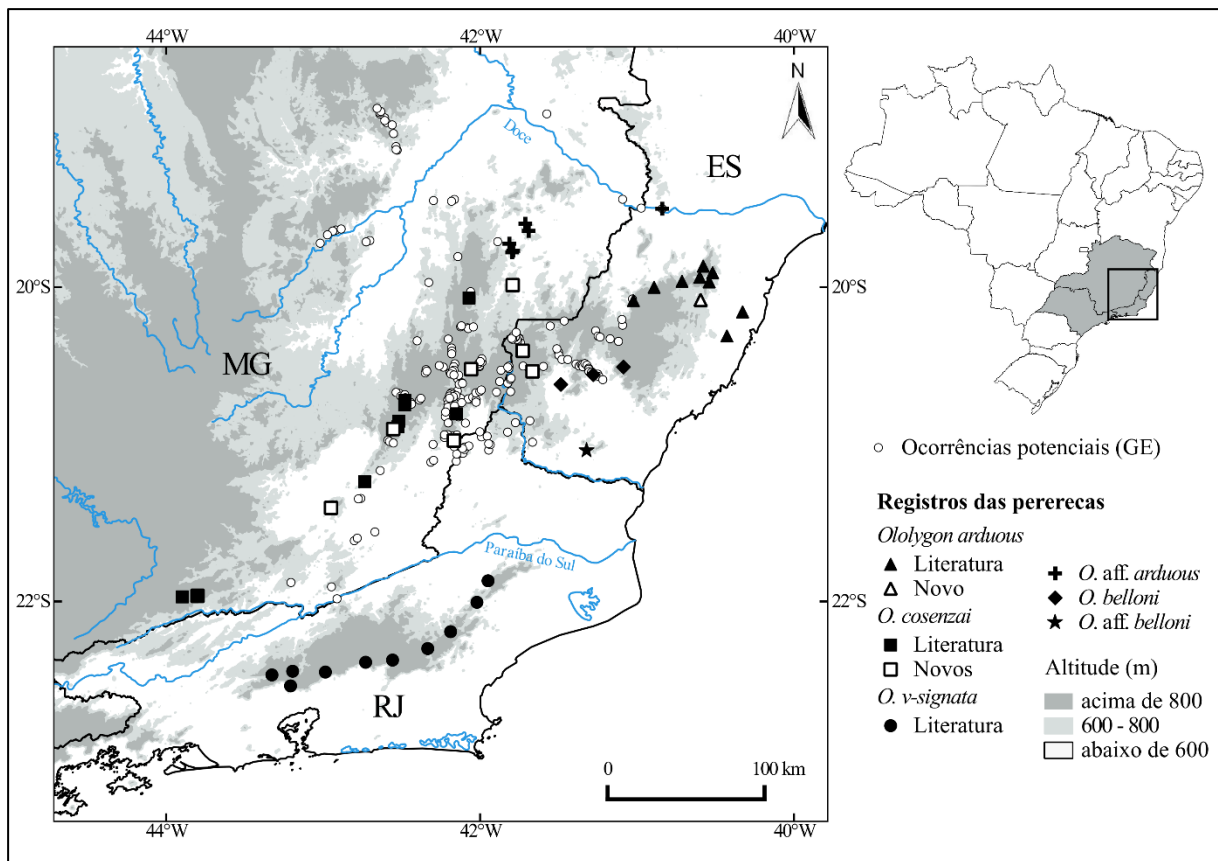 44°W
42°W
40°W
N
Doce
ES
20°S
20°S
MG
Paraíba do Sul
22°S
22°S
RJ
0
100 km
44°W
42°W
40°W
Ocorrências potenciais (GE)
Registros das pererecas
Ololygon arduous
Literatura
Novo
O. cosenzai
Literatura
Novos
O. v-signata
Literatura
O. aff. arduous
O. belloni
O. aff. belloni
Altitude (m)
acima de 800
600 - 800
abaixo de 600